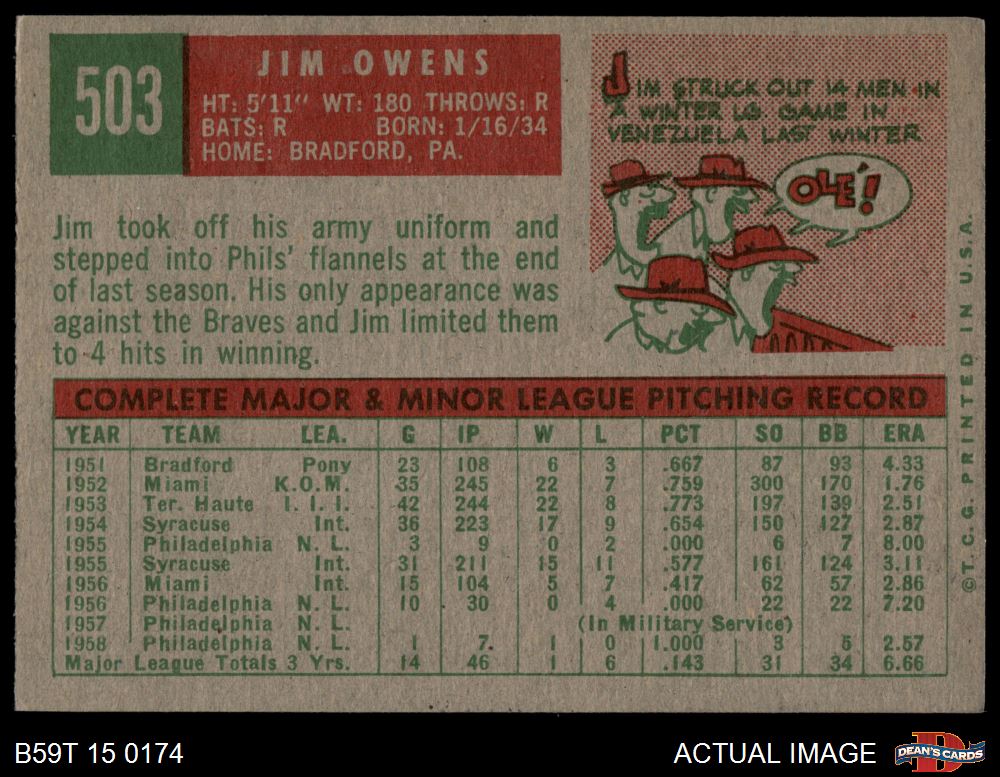 503
JIM OWENS
HT: 5'11" WT: 180 THROWS: R
BATS: R BORN: 1/16/34
HOME: BRADFORD, PA.
JIM STRUCK OUT 14 MEN IN
A WINTER LG GAME IN
VENEZUELA LAST WINTER
OLÉ!
Jim took off his army uniform and
stepped into Phils' flannels at the end
of last season. His only appearance was
against the Braves and Jim limited them
to 4 hits in winning.
COMPLETE MAJOR & MINOR LEAGUE PITCHING RECORD
YEAR TEAM LEA. G IP W L PCT SO BB ERA
1951 Bradford Pony 23 108 6 3 .667 87 93 4.33
1952 Miami K.O.M. 35 245 22 7 .759 300 170 1.76
1953 Ter. Haute I. I. I. 42 244 22 8 .773 197 139 2.51
1954 Syracuse Int. 36 223 17 9 .654 150 127 2.87
1955 Philadelphia N. L. 3 9 0 2 .000 6 7 8.00
1955 Syracuse Int. 31 211 15 11 .577 161 124 3.11
1956 Miami Int. 15 104 5 7 .417 62 57 2.86
1956 Philadelphia N. L. 10 30 0 4 .000 22 22 7.20
1957 Philadelphia N. L. (In Military Service)
1958 Philadelphia N. L. 1 7. 1 0 1.000 3 5 2.57
Major League Totals 3 Yrs. 14 46 1 6 .143 31 34 6.66
©T. C. G. PRINTED IN U.S.A.
B59T 15 0174
ACTUAL IMAGE
DEAN'S CARDS